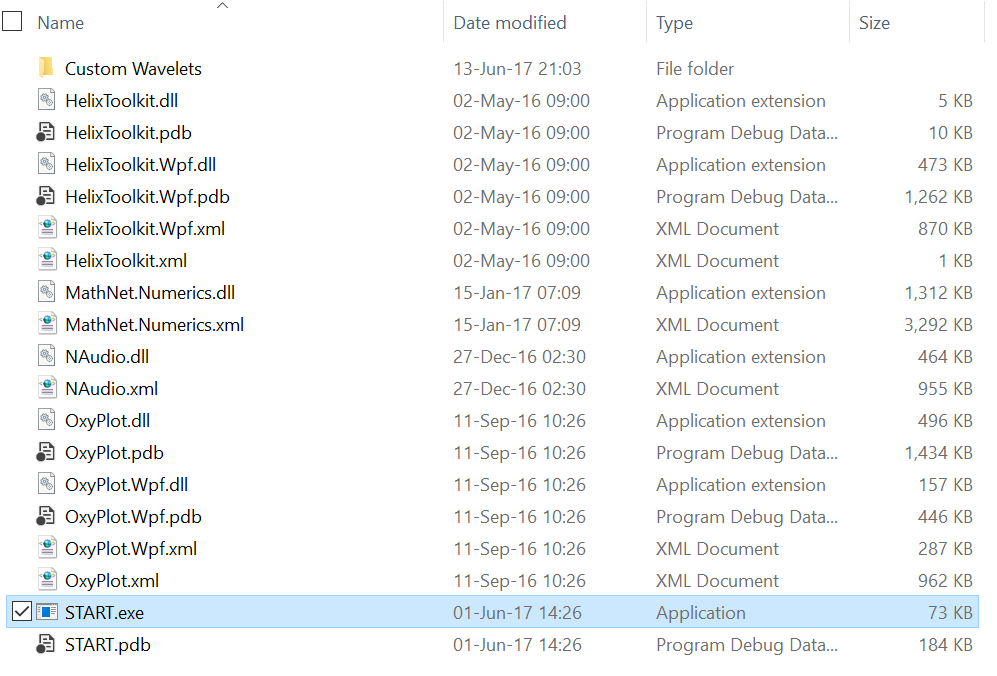 Name Date modified Type Size
Custom Wavelets 13-Jun-17 21:03 File folder
HelixToolkit.dll 02-May-16 09:00 Application extension 5 KB
HelixToolkit.pdb 02-May-16 09:00 Program Debug Data... 10 KB
HelixToolkit.Wpf.dll 02-May-16 09:00 Application extension 473 KB
HelixToolkit.Wpf.pdb 02-May-16 09:00 Program Debug Data... 1,262 KB
HelixToolkit.Wpf.xml 02-May-16 09:00 XML Document 870 KB
HelixToolkit.xml 02-May-16 09:00 XML Document 1 KB
MathNet.Numerics.dll 15-Jan-17 07:09 Application extension 1,312 KB
MathNet.Numerics.xml 15-Jan-17 07:09 XML Document 3,292 KB
NAudio.dll 27-Dec-16 02:30 Application extension 464 KB
NAudio.xml 27-Dec-16 02:30 XML Document 955 KB
OxyPlot.dll 11-Sep-16 10:26 Application extension 496 KB
OxyPlot.pdb 11-Sep-16 10:26 Program Debug Data... 1,434 KB
OxyPlot.Wpf.dll 11-Sep-16 10:26 Application extension 157 KB
OxyPlot.Wpf.pdb 11-Sep-16 10:26 Program Debug Data... 446 KB
OxyPlot.Wpf.xml 11-Sep-16 10:26 XML Document 287 KB
OxyPlot.xml 11-Sep-16 10:26 XML Document 962 KB
START.exe 01-Jun-17 14:26 Application 73 KB
START.pdb 01-Jun-17 14:26 Program Debug Data... 184 KB